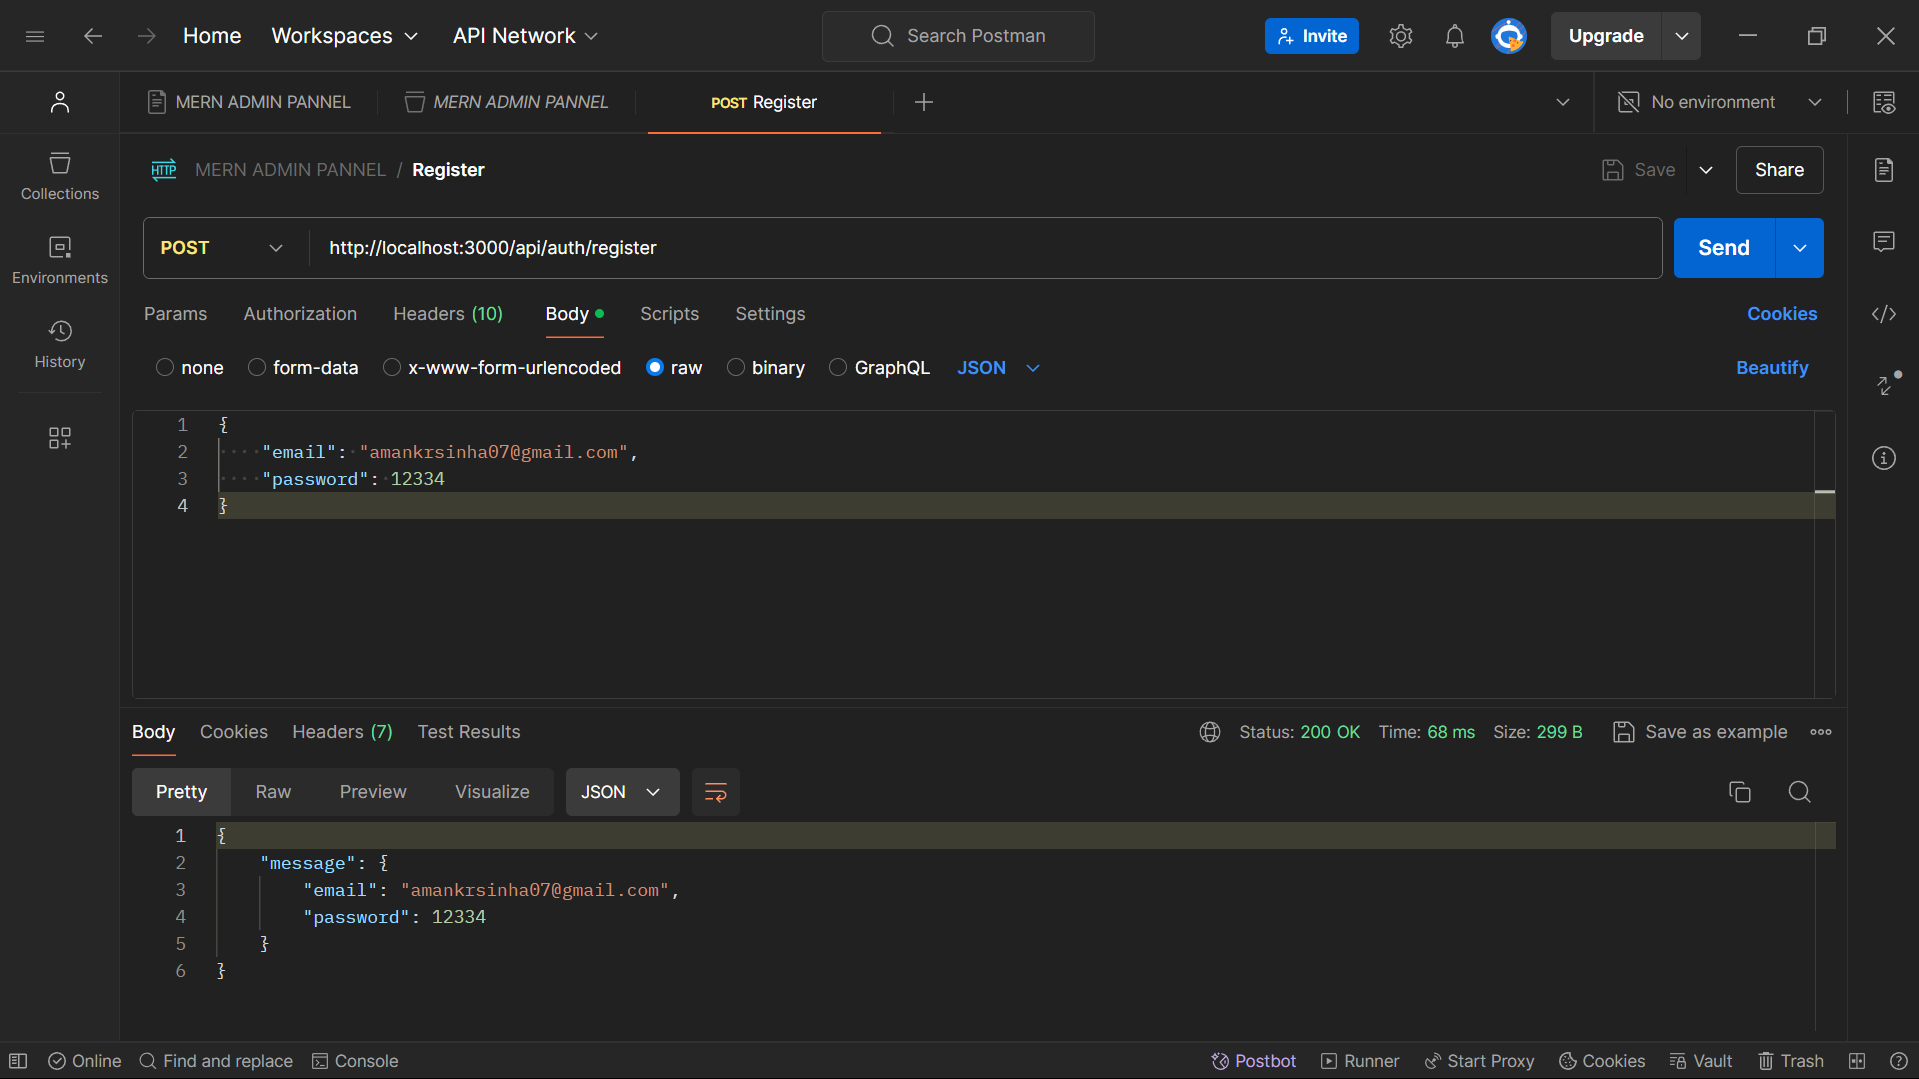 Home Workspaces API Network Search Postman Invite Upgrade
MERN ADMIN PANNEL MERN ADMIN PANNEL POST Register No environment
HTTP MERN ADMIN PANNEL / Register Save Share
Collections
POST http://localhost:3000/api/auth/register Send
Environments
Params Authorization Headers (10) Body Scripts Settings Cookies
History
none form-data x-www-form-urlencoded raw binary GraphQL JSON Beautify
1 {
2 "email": "amankrsinha07@gmail.com",
3 "password": 12334
4 }
Body Cookies Headers (7) Test Results Status: 200 OK Time: 68 ms Size: 299 B Save as example
Pretty Raw Preview Visualize JSON
1 {
2 "message": {
3 "email": "amankrsinha07@gmail.com",
4 "password": 12334
5 }
6 }
Online Find and replace Console Postbot Runner Start Proxy Cookies Vault Trash